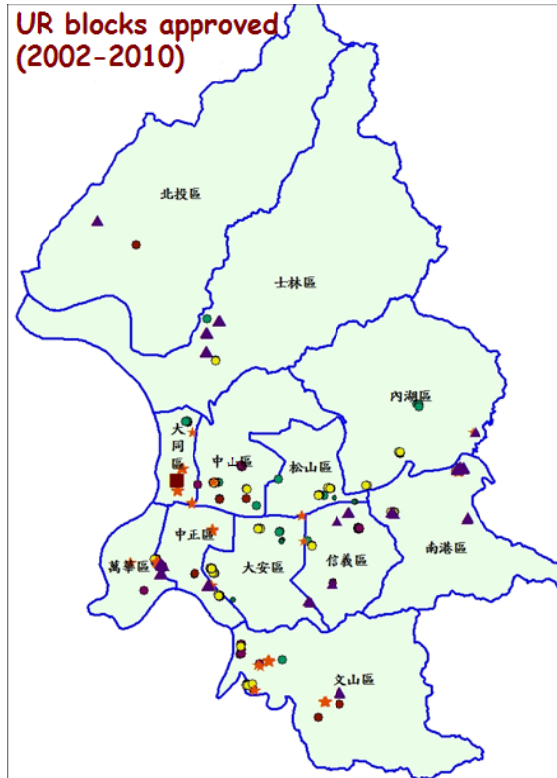 UR blocks approved
(2002-2010)
北投區
士林區
內湖區
大同區
中山區
松山區
中正區
萬華區
大安區
信義區
南港區
文山區